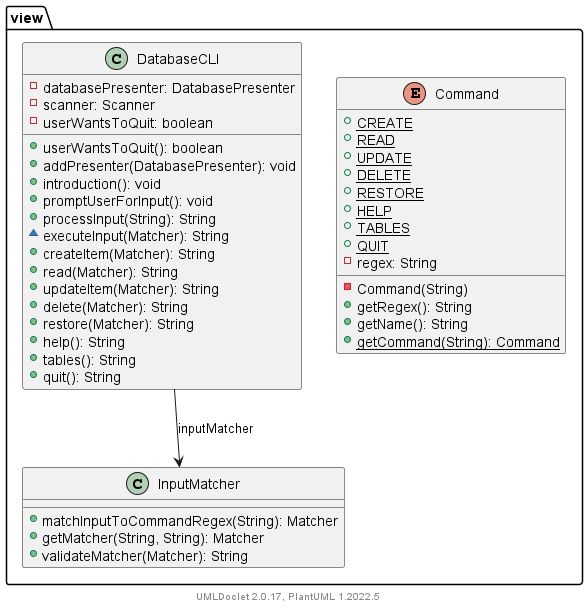 view
C DatabaseCLI
databasePresenter: DatabasePresenter
scanner: Scanner
userWantsToQuit: boolean
userWantsToQuit(): boolean
addPresenter(DatabasePresenter): void
introduction(): void
promptUserForInput(): void
processInput(String): String
executeInput(Matcher): String
createItem(Matcher): String
read(Matcher): String
updateItem(Matcher): String
delete(Matcher): String
restore(Matcher): String
help(): String
tables(): String
quit(): String
E Command
CREATE
READ
UPDATE
DELETE
RESTORE
HELP
TABLES
QUIT
regex: String
Command(String)
getRegex(): String
getName(): String
getCommand(String): Command
inputMatcher
C InputMatcher
matchInputToCommandRegex(String): Matcher
getMatcher(String, String): Matcher
validateMatcher(Matcher): String
UMLDoclet 2.0.17, PlantUML 1.2022.5